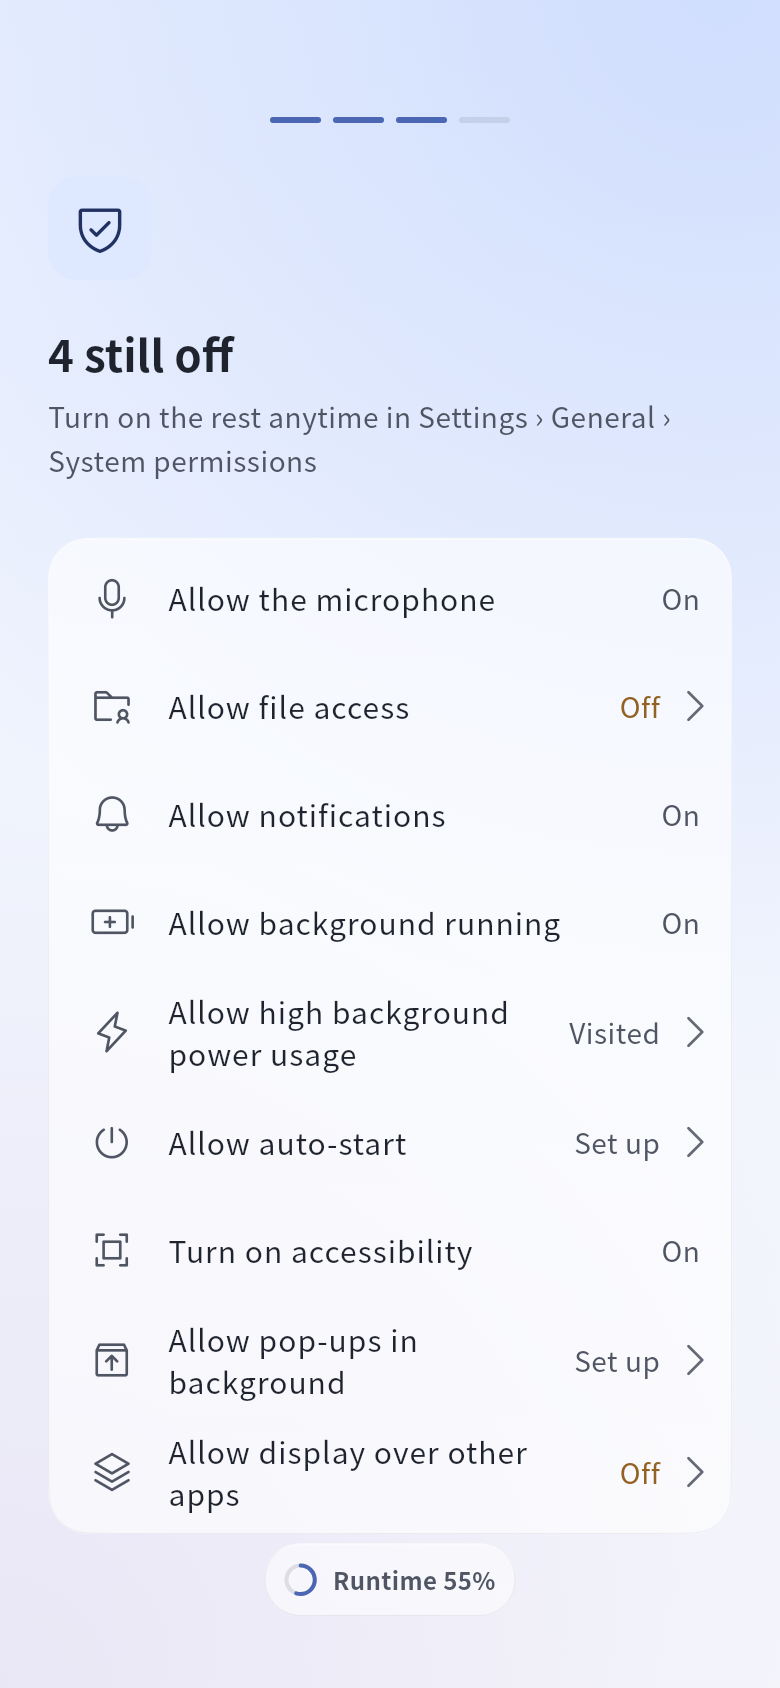 4 still off
Turn on the rest anytime in Settings › General ›
System permissions
Allow the microphone On
Allow file access Off
Allow notifications On
Allow background running On
Allow high background
power usage
Visited
Allow auto-start Set up
Turn on accessibility On
Allow pop-ups in
background
Set up
Allow display over other
apps
Off
Runtime 55%